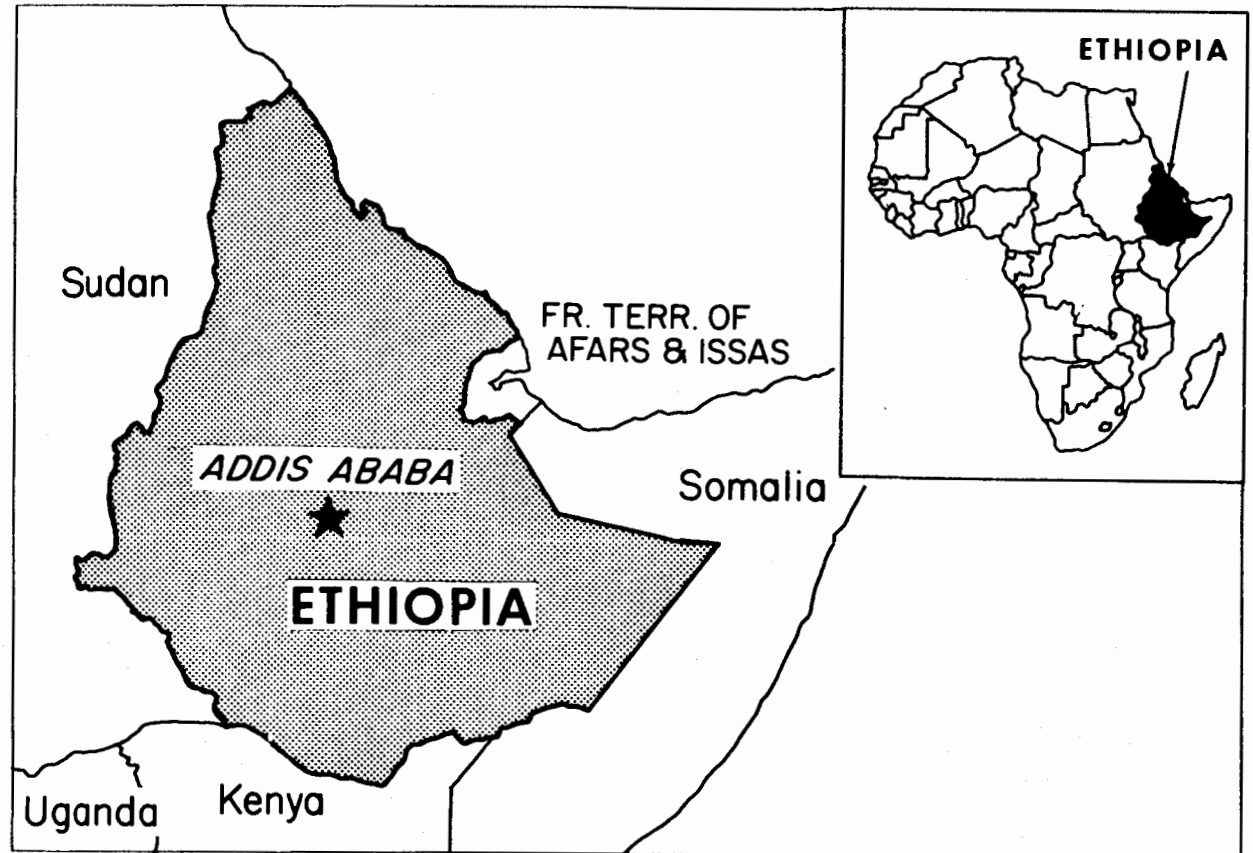 ETHIOPIA
Sudan
FR. TERR. OF
AFARS & ISSAS
ADDIS ABABA
Somalia
ETHIOPIA
Uganda
Kenya